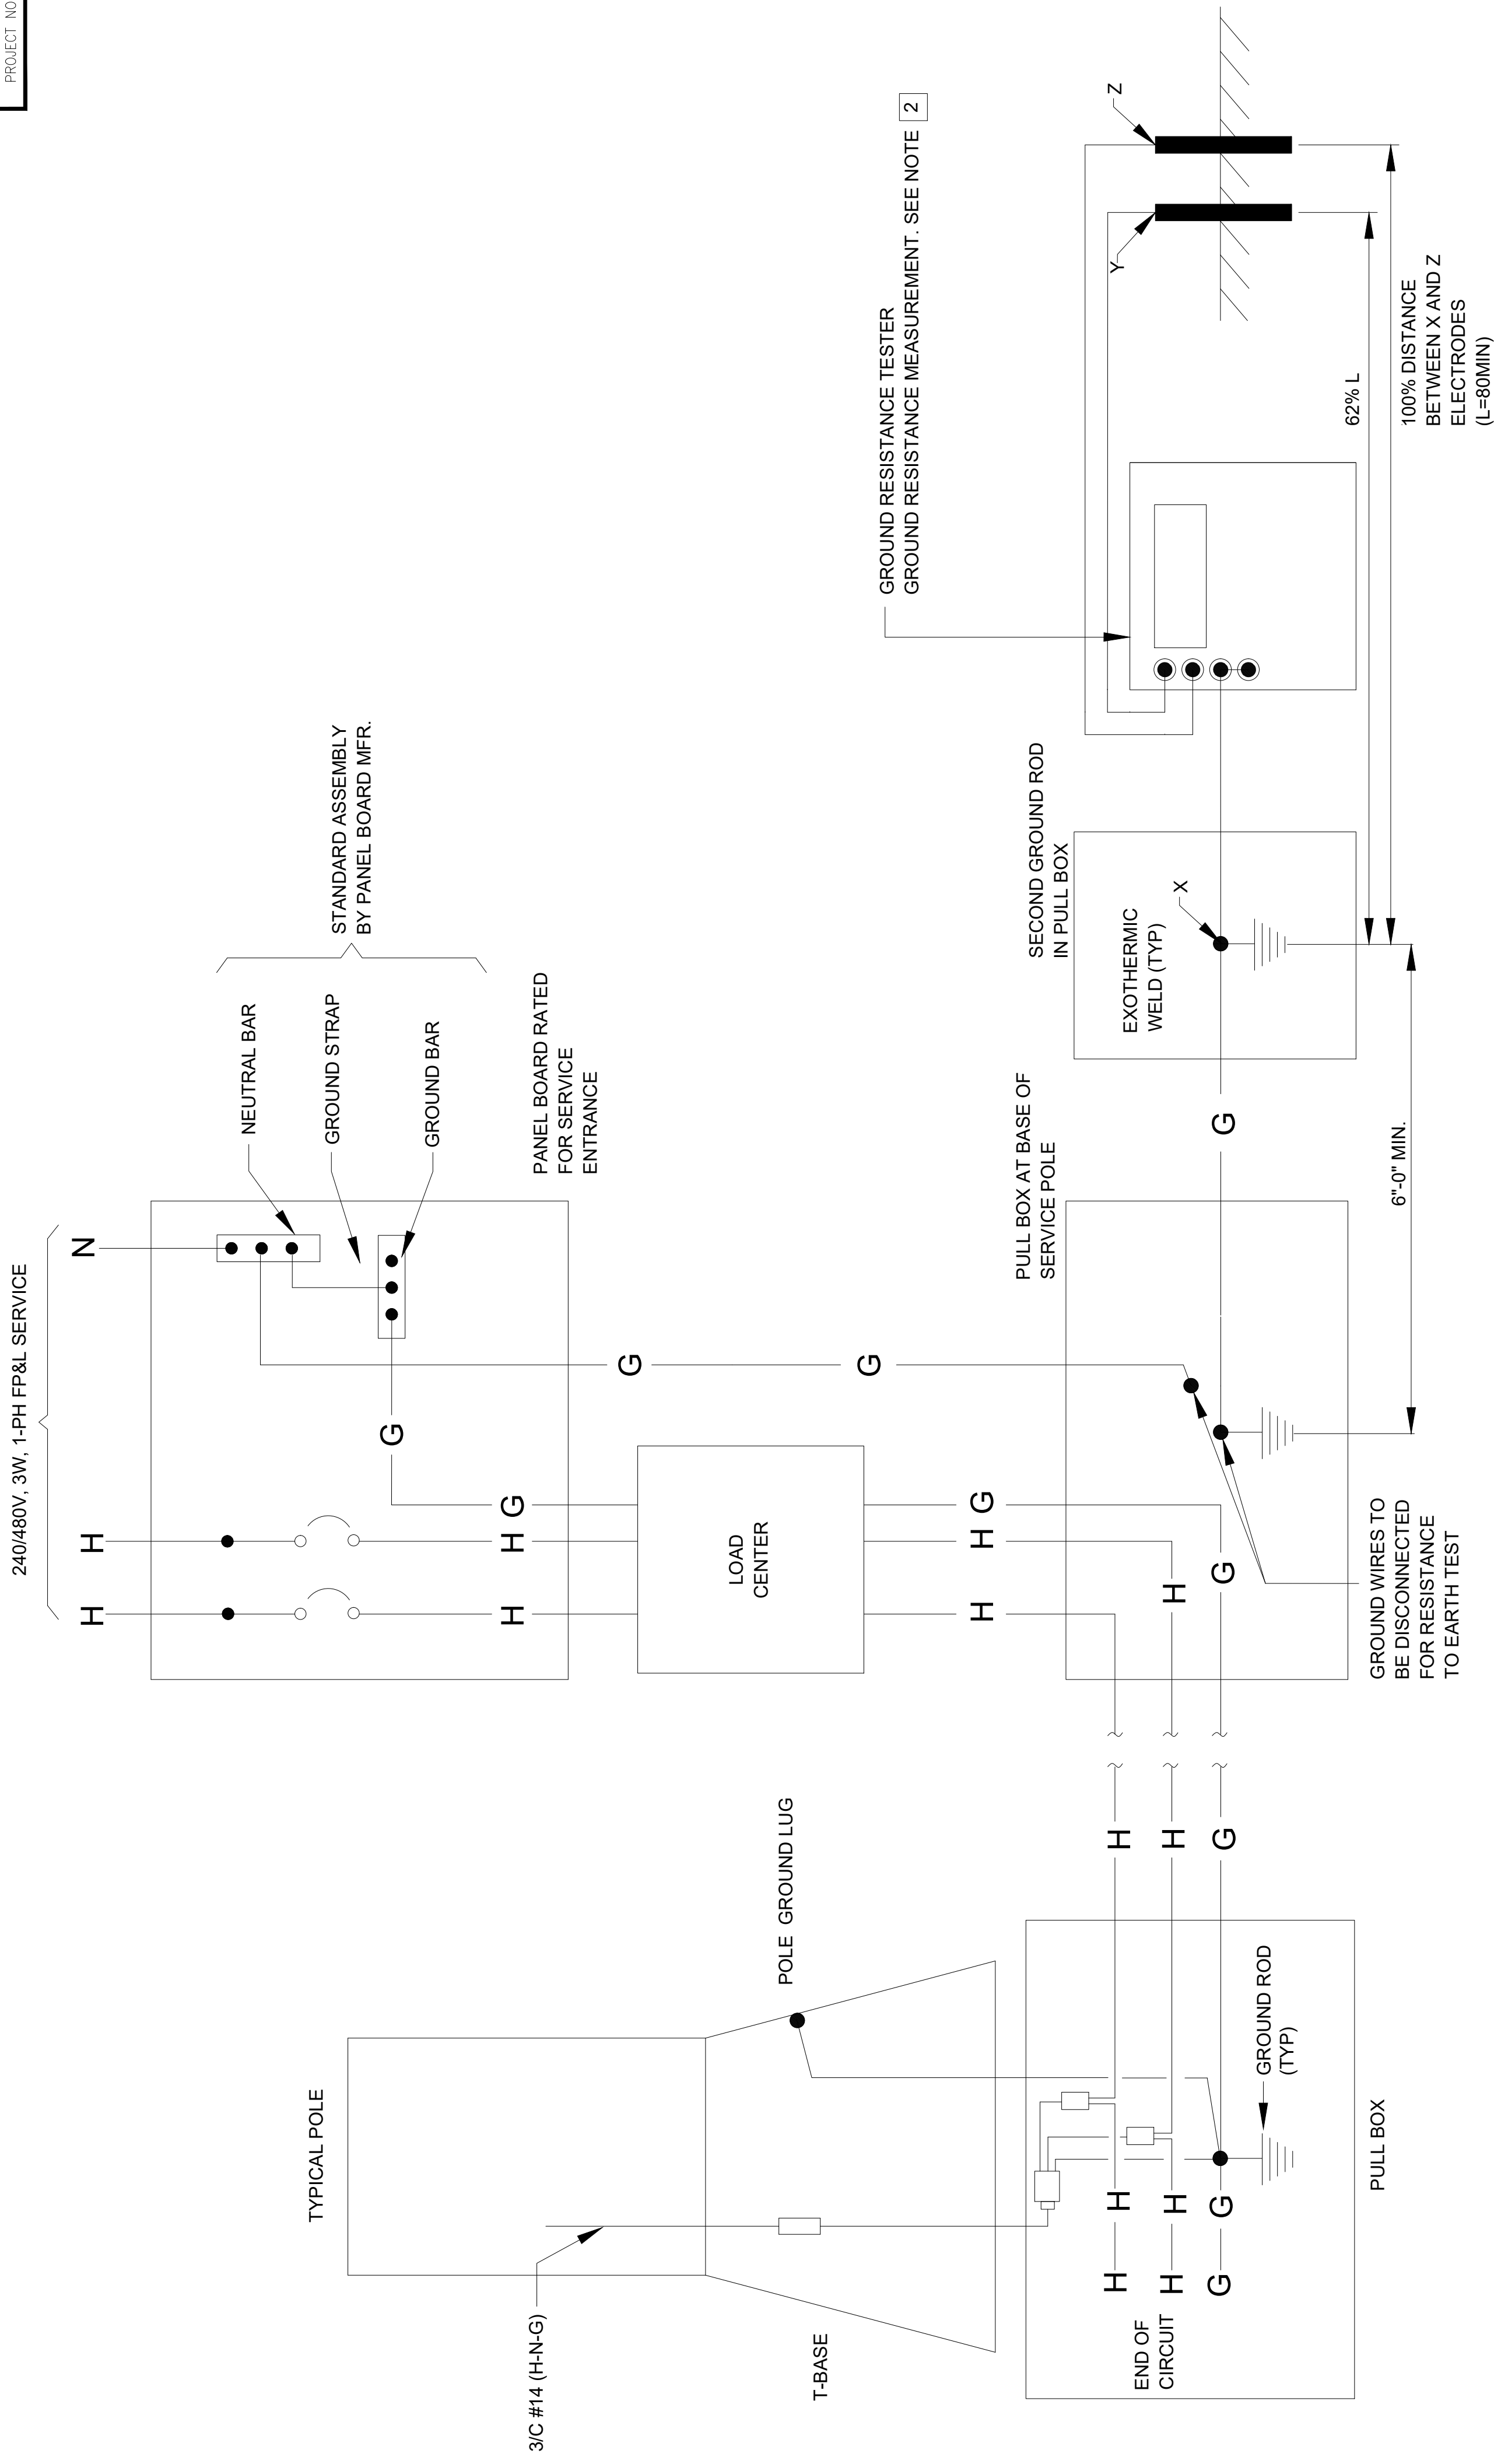 PROJECT NO
240/480V, 3W, 1-PH FP&L SERVICE
H
H
N
NEUTRAL BAR
GROUND STRAP
GROUND BAR
STANDARD ASSEMBLY
BY PANEL BOARD MFR.
PANEL BOARD RATED
FOR SERVICE
ENTRANCE
G
H
H
G
G
G
LOAD
CENTER
H
H
G
TYPICAL POLE
3/C #14 (H-N-G)
T-BASE
POLE GROUND LUG
H
H
G
H
H
G
H
H
G
END OF
CIRCUIT
GROUND ROD
(TYP)
PULL BOX
PULL BOX AT BASE OF
SERVICE POLE
H
G
GROUND WIRES TO
BE DISCONNECTED
FOR RESISTANCE
TO EARTH TEST
G
6"-0" MIN.
SECOND GROUND ROD
IN PULL BOX
EXOTHERMIC
WELD (TYP)
X
GROUND RESISTANCE TESTER
GROUND RESISTANCE MEASUREMENT. SEE NOTE 2
Y
Z
62% L
100% DISTANCE
BETWEEN X AND Z
ELECTRODES
(L=80MIN)